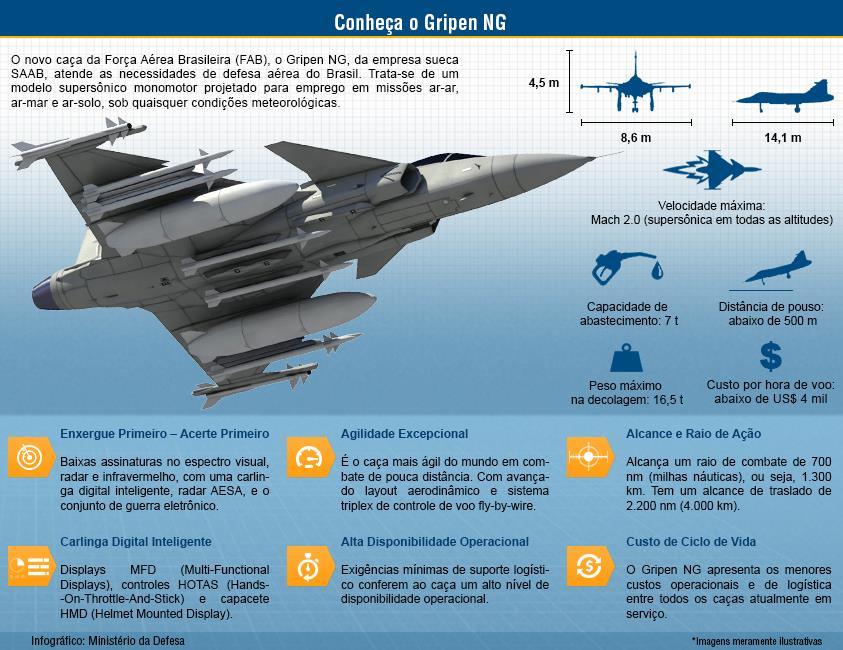 Conheça o Gripen NG
O novo caça da Força Aérea Brasileira (FAB), o Gripen NG, da empresa sueca
SAAB, atende as necessidades de defesa aérea do Brasil. Trata-se de um
modelo supersônico monomotor projetado para emprego em missões ar-ar,
ar-mar e ar-solo, sob quaisquer condições meteorológicas.
4,5 m
8,6 m
14,1 m
Velocidade máxima:
Mach 2.0 (supersônica em todas as altitudes)
Capacidade de
abastecimento: 7 t
Distância de pouso:
abaixo de 500 m
Peso máximo
na decolagem: 16,5 t
$
Custo por hora de voo:
abaixo de US$ 4 mil
Enxergue Primeiro – Acerte Primeiro
Baixas assinaturas no espectro visual,
radar e infravermelho, com uma carlin-
ga digital inteligente, radar AESA, e o
conjunto de guerra eletrônico.
Agilidade Excepcional
É o caça mais ágil do mundo em com-
bate de pouca distância. Com avança-
do layout aerodinâmico e sistema
triplex de controle de voo fly-by-wire.
Alcance e Raio de Ação
Alcança um raio de combate de 700
nm (milhas náuticas), ou seja, 1.300
km. Tem um alcance de traslado de
2.200 nm (4.000 km).
Carlinga Digital Inteligente
Displays MFD (Multi-Functional
Displays), controles HOTAS (Hands-
-On-Throttle-And-Stick) e capacete
HMD (Helmet Mounted Display).
Alta Disponibilidade Operacional
Exigências mínimas de suporte logísti-
co conferem ao caça um alto nível de
disponibilidade operacional.
$
Custo de Ciclo de Vida
O Gripen NG apresenta os menores
custos operacionais e de logística
entre todos os caças atualmente em
serviço.
Infográfico: Ministério da Defesa
*Imagens meramente ilustrativas